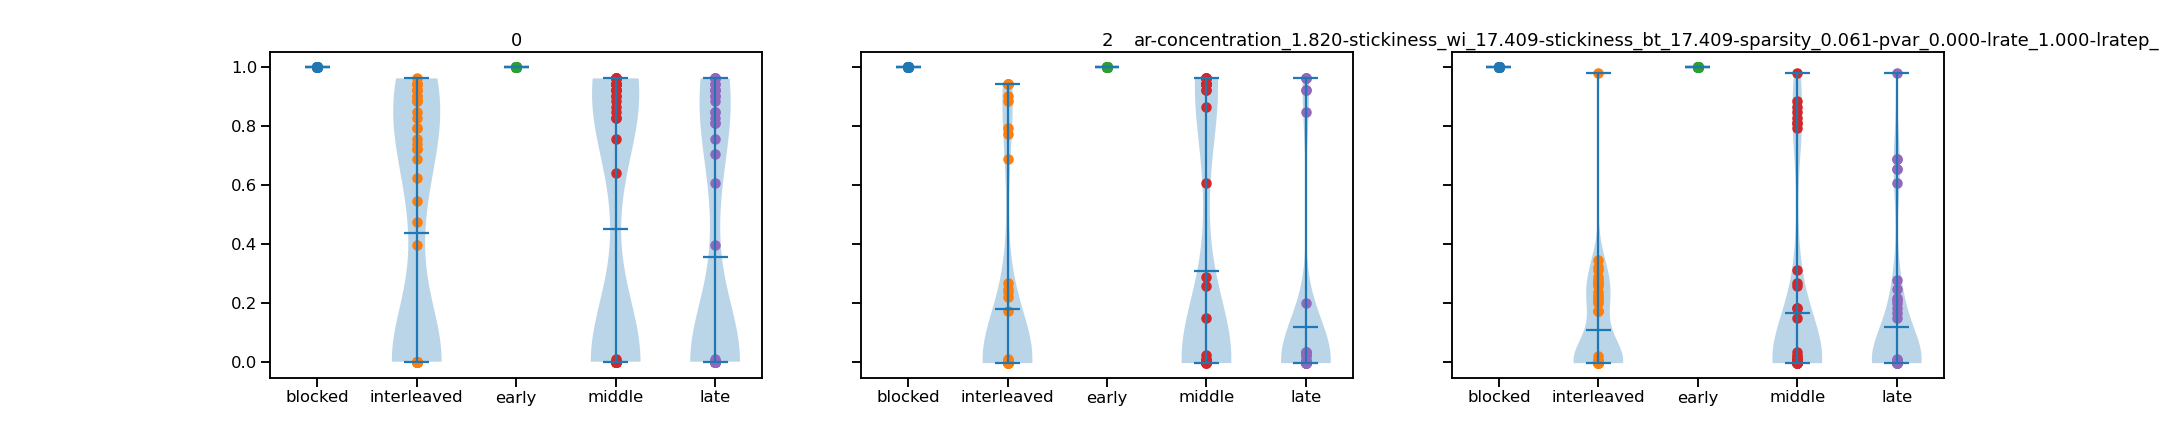 0
2
ar-concentration_1.820-stickiness_wi_17.409-stickiness_bt_17.409-sparsity_0.061-pvar_0.000-lrate_1.000-lratep_
1.0
0.8
0.6
0.4
0.2
0.0
blocked interleaved early middle late
blocked interleaved early middle late
blocked interleaved early middle late